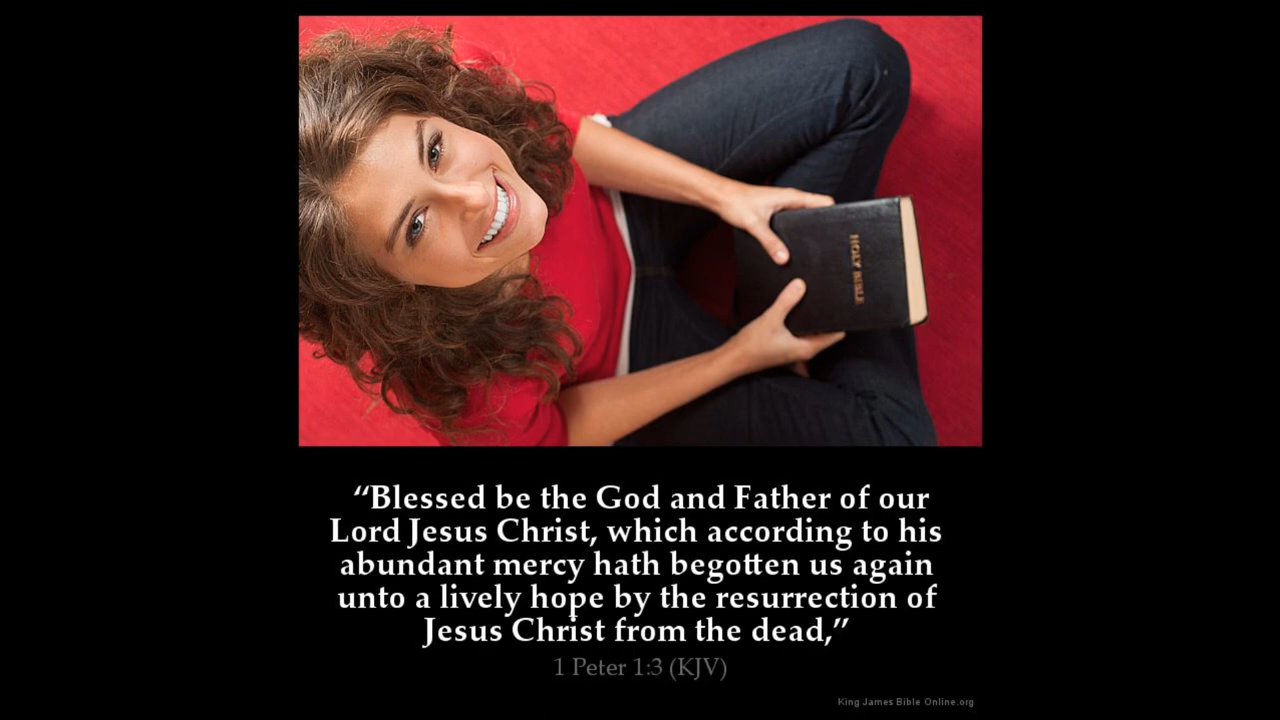 HOLY BIBLE
“Blessed be the God and Father of our
Lord Jesus Christ, which according to his
abundant mercy hath begotten us again
unto a lively hope by the resurrection of
Jesus Christ from the dead,”
1 Peter 1:3 (KJV)
King James Bible Online.org